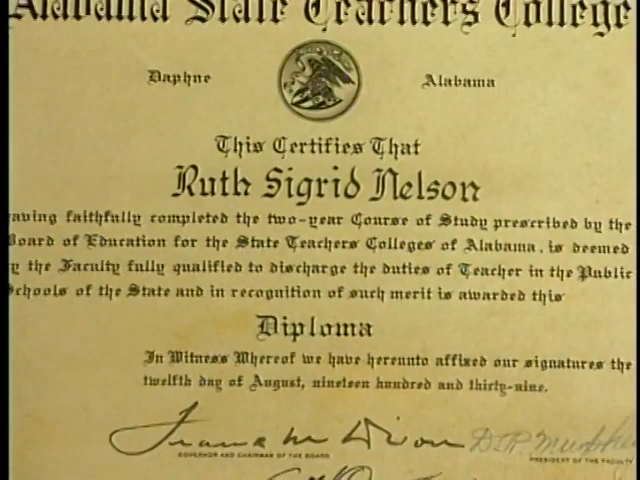 Alabama State Teachers College
Daphne Alabama
This Certifies That
Ruth Sigrid Nelson
aving faithfully completed the two-year Course of Study prescribed by the
Board of Education for the State Teachers Colleges of Alabama, is deemed
y the Faculty fully qualified to discharge the duties of Teacher in the Public
Schools of the State and in recognition of such merit is awarded this
Diploma
In Witness Whereof we have hereunto affixed our signatures the
twelfth day of August, nineteen hundred and thirty-nine.
Frank M Dixon
GOVERNOR AND CHAIRMAN OF THE BOARD
PRESIDENT OF THE FACULTY